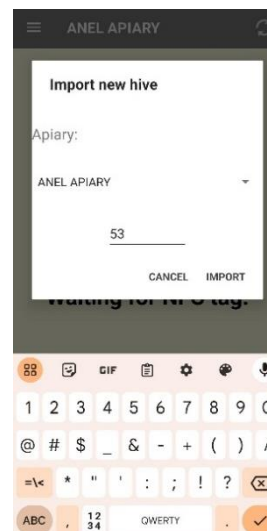 ANEL APIARY
Import new hive
Apiary:
ANEL APIARY
53
CANCEL IMPORT
Waiting for NFC tag.
GIF
1 2 3 4 5 6 7 8 9 0
@ # $ _ & - + ( ) /
=\< * " ' : ; ! ? 
ABC , 12 QWERTY .
34